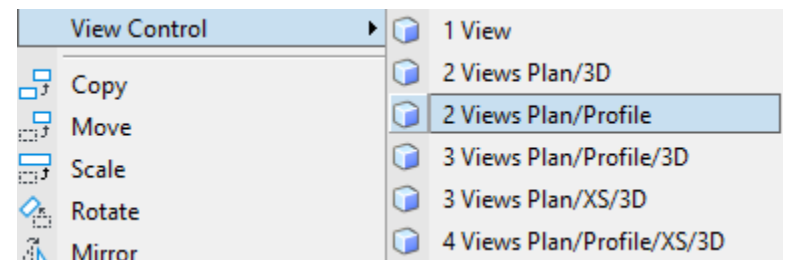 View Control
Copy
Move
Scale
Rotate
Mirror
1 View
2 Views Plan/3D
2 Views Plan/Profile
3 Views Plan/Profile/3D
3 Views Plan/XS/3D
4 Views Plan/Profile/XS/3D